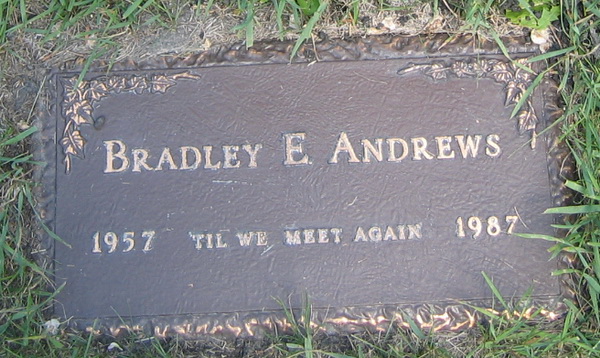 BRADLEY E. ANDREWS
1957 'TIL WE MEET AGAIN 1987